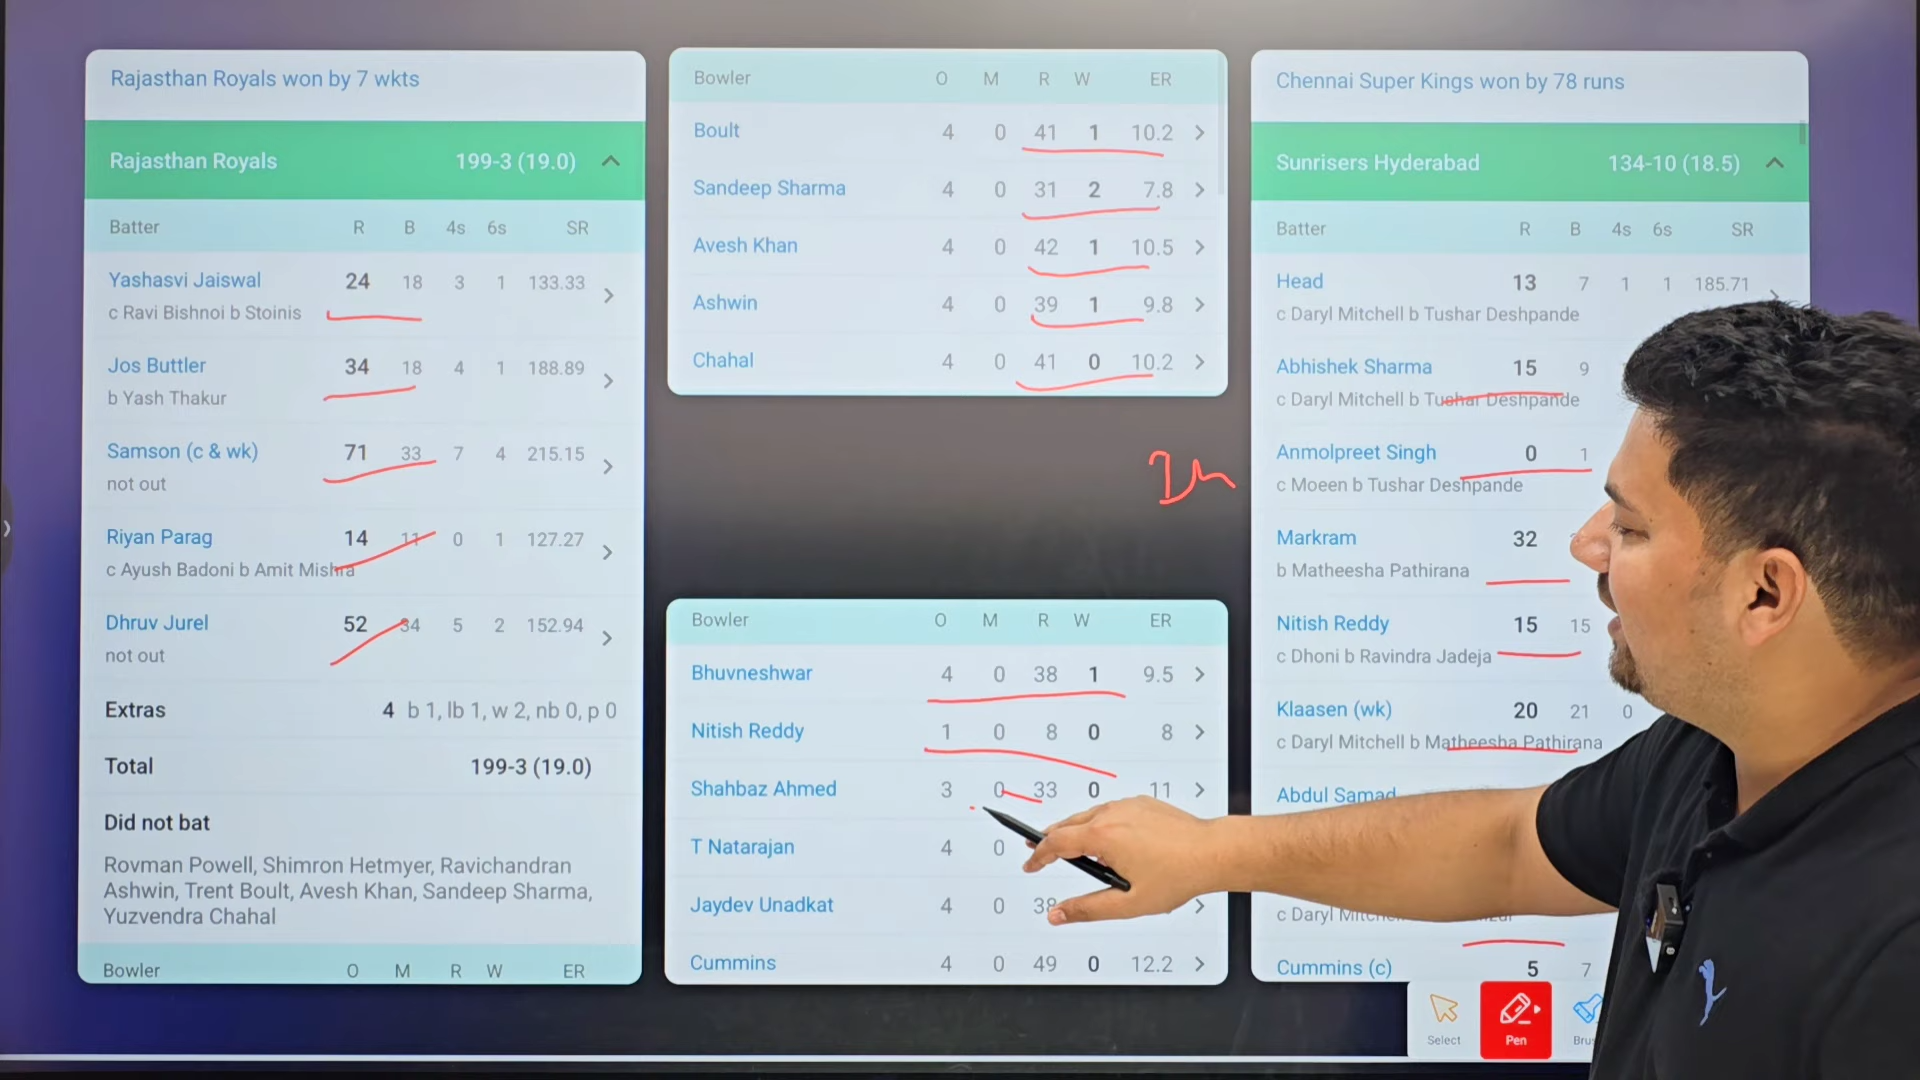 Rajasthan Royals won by 7 wkts
Rajasthan Royals 199-3 (19.0)
Batter R B 4s 6s SR
Yashasvi Jaiswal 24 18 3 1 133.33
c Ravi Bishnoi b Stoinis
Jos Buttler 34 18 4 1 188.89
b Yash Thakur
Samson (c & wk) 71 33 7 4 215.15
not out
Riyan Parag 14 11 0 1 127.27
c Ayush Badoni b Amit Mishra
Dhruv Jurel 52 34 5 2 152.94
not out
Extras 4 b 1, lb 1, w 2, nb 0, p 0
Total 199-3 (19.0)
Did not bat
Rovman Powell, Shimron Hetmyer, Ravichandran
Ashwin, Trent Boult, Avesh Khan, Sandeep Sharma,
Yuzvendra Chahal
Bowler O M R W ER
Bowler O M R W ER
Boult 4 0 41 1 10.2
Sandeep Sharma 4 0 31 2 7.8
Avesh Khan 4 0 42 1 10.5
Ashwin 4 0 39 1 9.8
Chahal 4 0 41 0 10.2
Bowler O M R W ER
Bhuvneshwar 4 0 38 1 9.5
Nitish Reddy 1 0 8 0 8
Shahbaz Ahmed 3 0 33 0 11
T Natarajan 4 0
Jaydev Unadkat 4 0 38
Cummins 4 0 49 0 12.2
Chennai Super Kings won by 78 runs
Sunrisers Hyderabad 134-10 (18.5)
Batter R B 4s 6s SR
Head 13 7 1 1 185.71
c Daryl Mitchell b Tushar Deshpande
Abhishek Sharma 15 9
c Daryl Mitchell b Tushar Deshpande
Anmolpreet Singh 0 1
c Moeen b Tushar Deshpande
Markram 32
b Matheesha Pathirana
Nitish Reddy 15 15
c Dhoni b Ravindra Jadeja
Klaasen (wk) 20 21 0
c Daryl Mitchell b Matheesha Pathirana
Abdul Samad
c Daryl
Cummins (c) 5 7
Select Pen